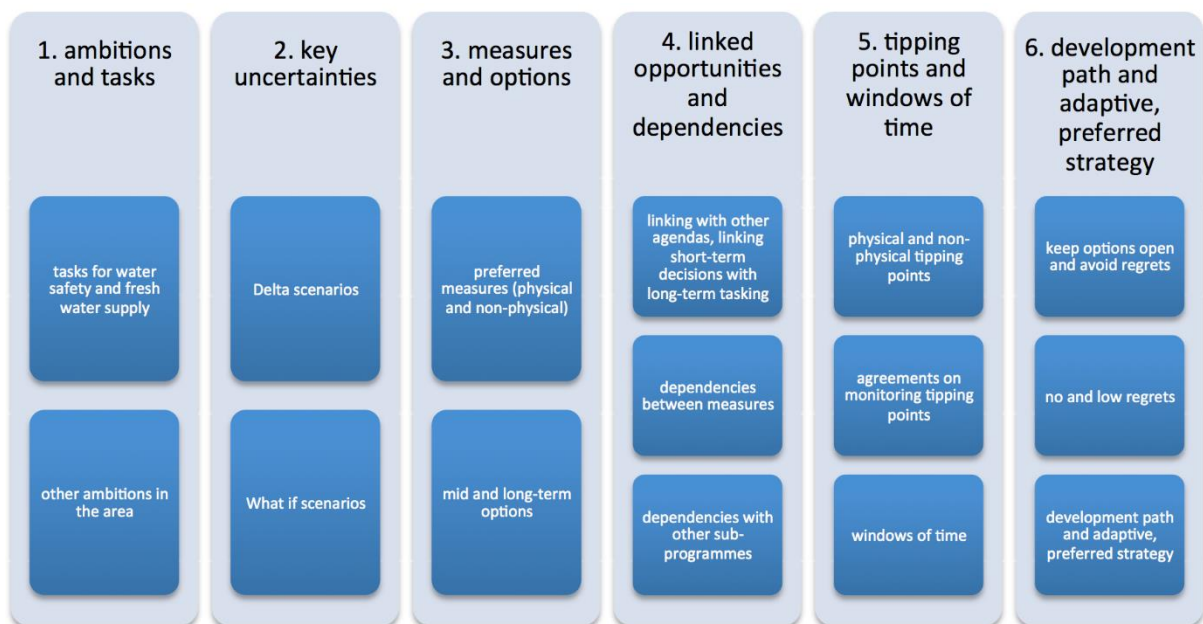 1. ambitions
and tasks
tasks for water
safety and fresh
water supply
other ambitions in
the area
2. key
uncertainties
Delta scenarios
What if scenarios
3. measures
and options
preferred
measures (physical
and non-physical)
mid and long-term
options
4. linked
opportunities
and
dependencies
linking with other
agendas, linking
short-term
decisions with
long-term tasking
dependencies
between measures
dependencies with
other sub-
programmes
5. tipping
points and
windows of
time
physical and non-
physical tipping
points
agreements on
monitoring tipping
points
windows of time
6. development
path and
adaptive,
preferred
strategy
keep options open
and avoid regrets
no and low regrets
development path
and adaptive,
preferred strategy